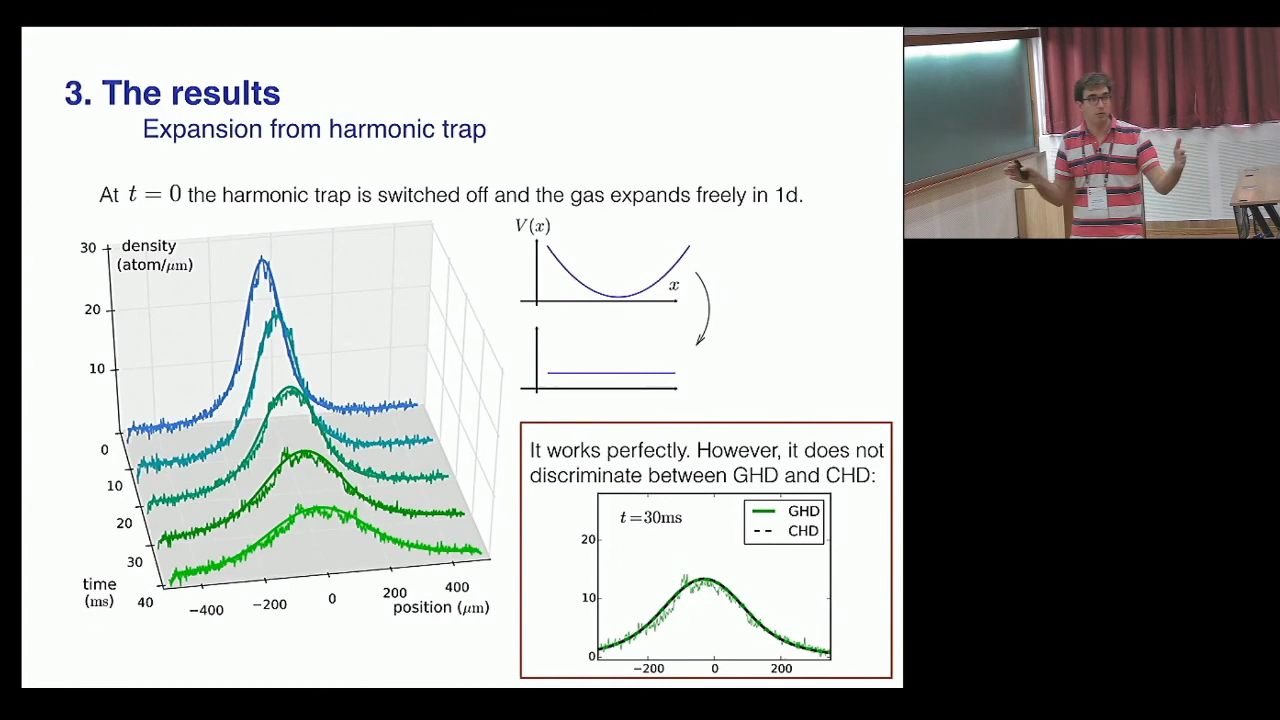 3. The results
Expansion from harmonic trap
At t = 0 the harmonic trap is switched off and the gas expands freely in 1d.
30
density
(atom/μm)
20
10
0
10
20
30
40
time
(ms)
−400
−200
0
200
400
position (μm)
V(x)
x
It works perfectly. However, it does not
discriminate between GHD and CHD:
t=30ms
GHD
CHD
20
10
0
−200
0
200